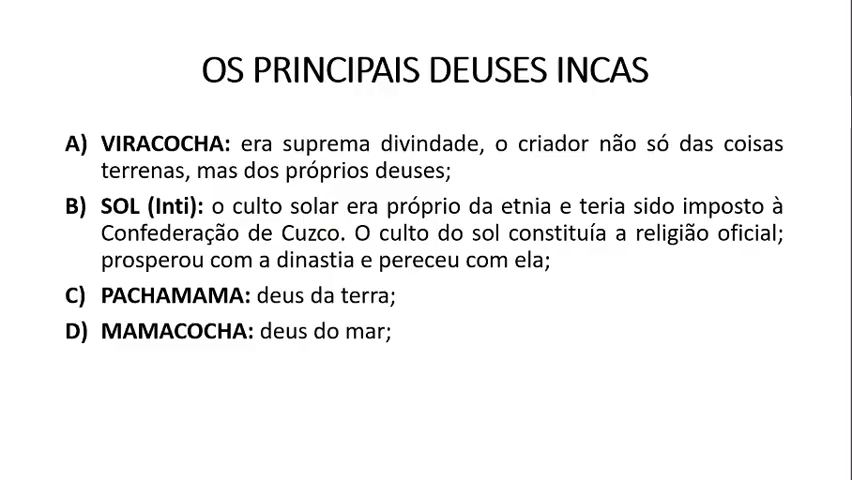 OS PRINCIPAIS DEUSES INCAS
A) VIRACOCHA: era suprema divindade, o criador não só das coisas
terrenas, mas dos próprios deuses;
B) SOL (Inti): o culto solar era próprio da etnia e teria sido imposto à
Confederação de Cuzco. O culto do sol constituía a religião oficial;
prosperou com a dinastia e pereceu com ela;
C) PACHAMAMA: deus da terra;
D) MAMACOCHA: deus do mar;